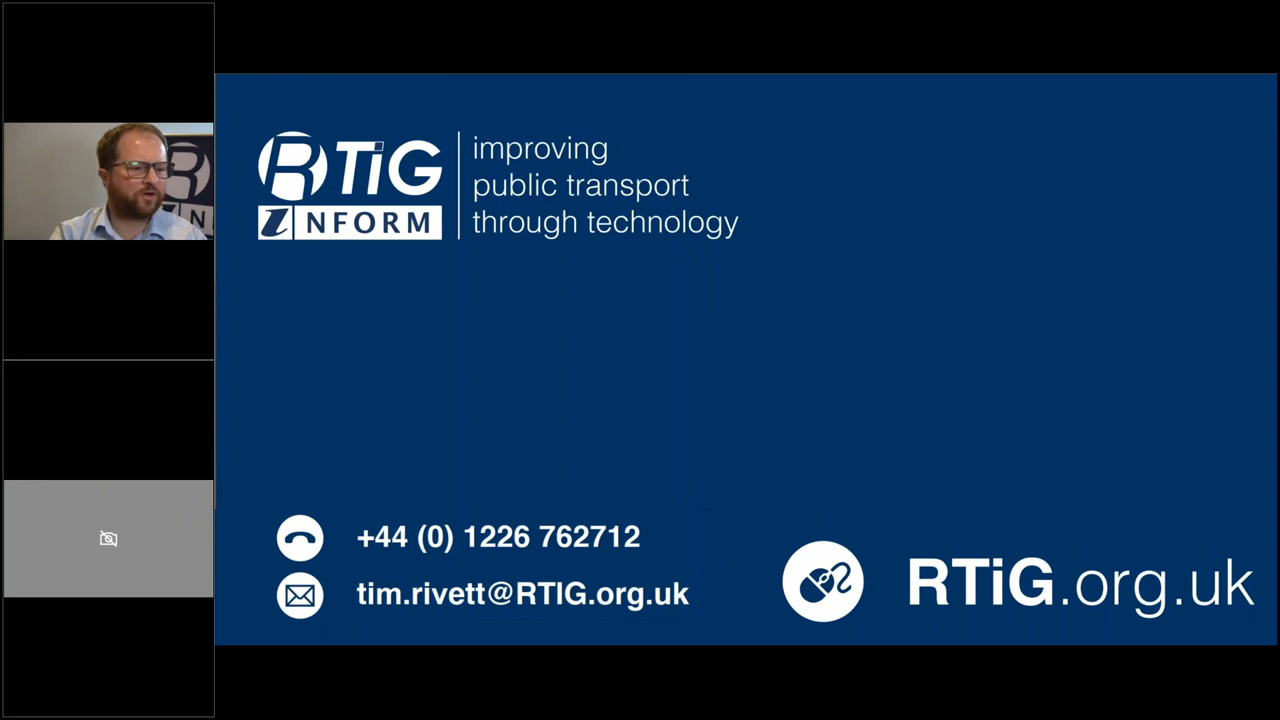 RTiG
iNFORM
improving
public transport
through technology
+44 (0) 1226 762712
tim.rivett@RTIG.org.uk
RTiG.org.uk